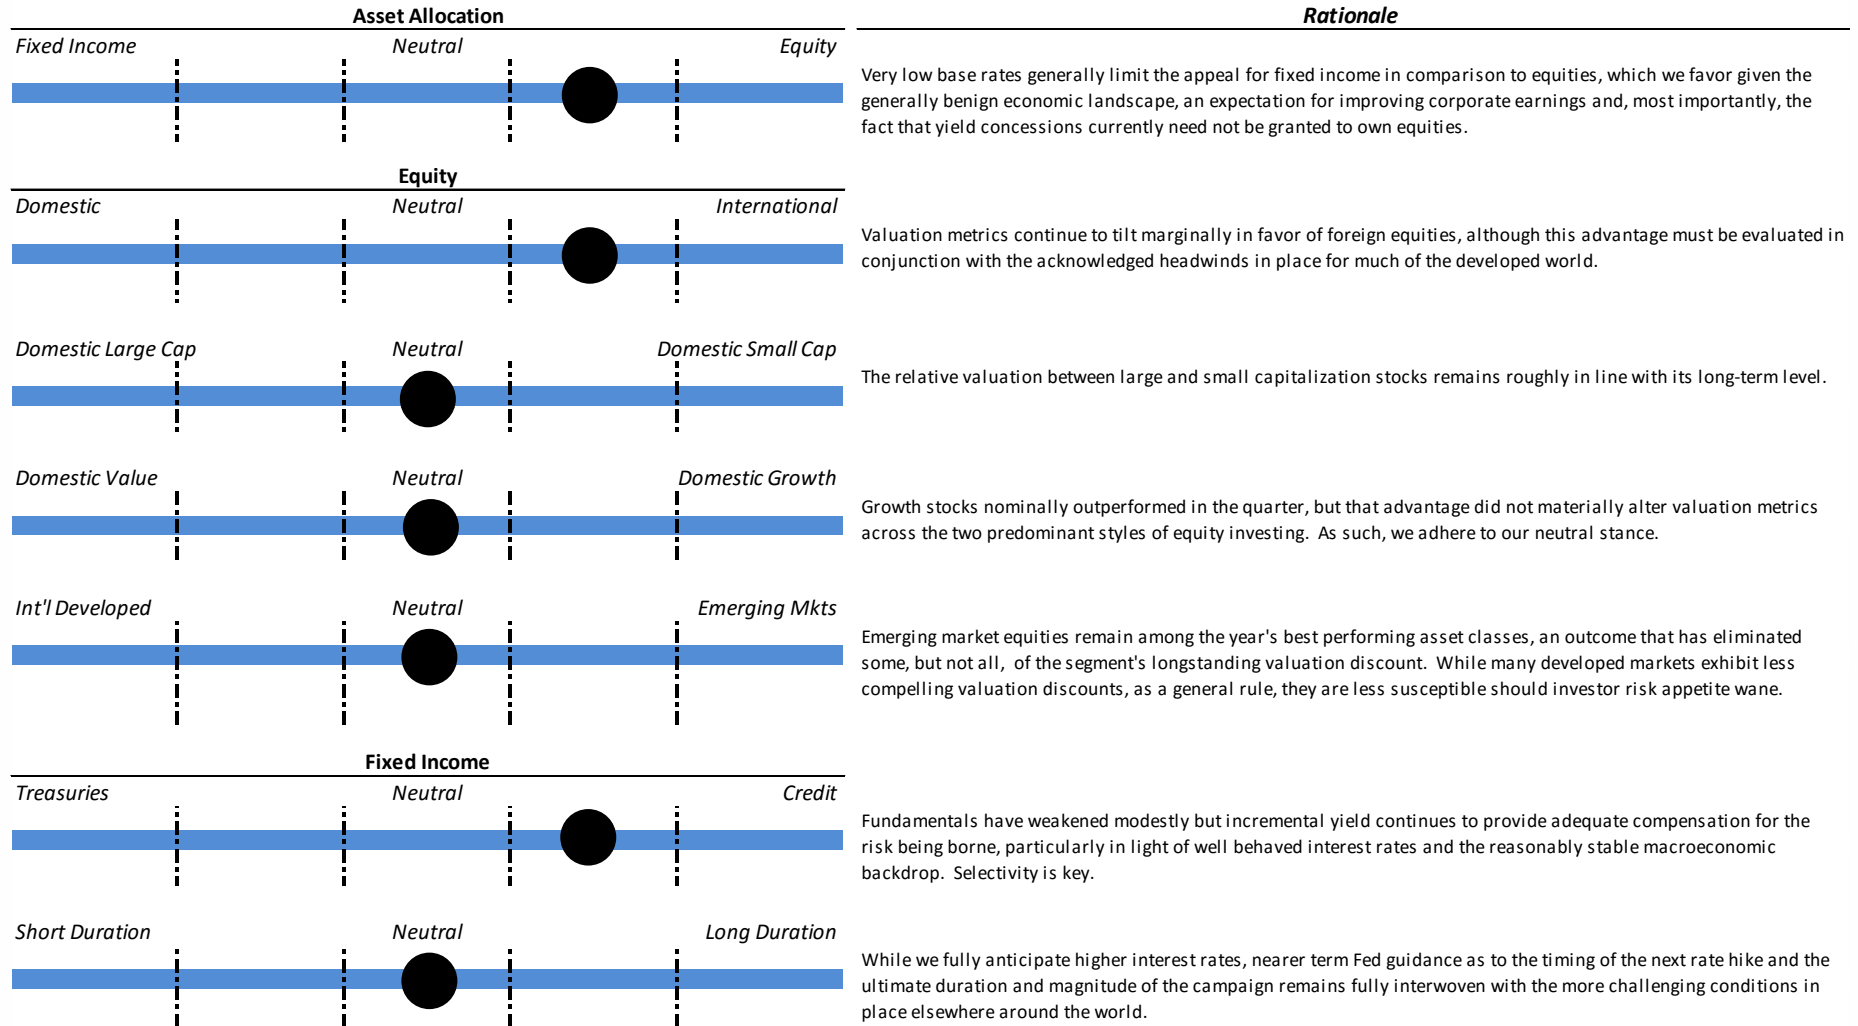 Asset Allocation
Rationale
Fixed Income Neutral Equity
Very low base rates generally limit the appeal for fixed income in comparison to equities, which we favor given the
generally benign economic landscape, an expectation for improving corporate earnings and, most importantly, the
fact that yield concessions currently need not be granted to own equities.
Equity
Domestic Neutral International
Valuation metrics continue to tilt marginally in favor of foreign equities, although this advantage must be evaluated in
conjunction with the acknowledged headwinds in place for much of the developed world.
Domestic Large Cap Neutral Domestic Small Cap
The relative valuation between large and small capitalization stocks remains roughly in line with its long-term level.
Domestic Value Neutral Domestic Growth
Growth stocks nominally outperformed in the quarter, but that advantage did not materially alter valuation metrics
across the two predominant styles of equity investing. As such, we adhere to our neutral stance.
Int'l Developed Neutral Emerging Mkts
Emerging market equities remain among the year's best performing asset classes, an outcome that has eliminated
some, but not all, of the segment's longstanding valuation discount. While many developed markets exhibit less
compelling valuation discounts, as a general rule, they are less susceptible should investor risk appetite wane.
Fixed Income
Treasuries Neutral Credit
Fundamentals have weakened modestly but incremental yield continues to provide adequate compensation for the
risk being borne, particularly in light of well behaved interest rates and the reasonably stable macroeconomic
backdrop. Selectivity is key.
Short Duration Neutral Long Duration
While we fully anticipate higher interest rates, nearer term Fed guidance as to the timing of the next rate hike and the
ultimate duration and magnitude of the campaign remains fully interwoven with the more challenging conditions in
place elsewhere around the world.